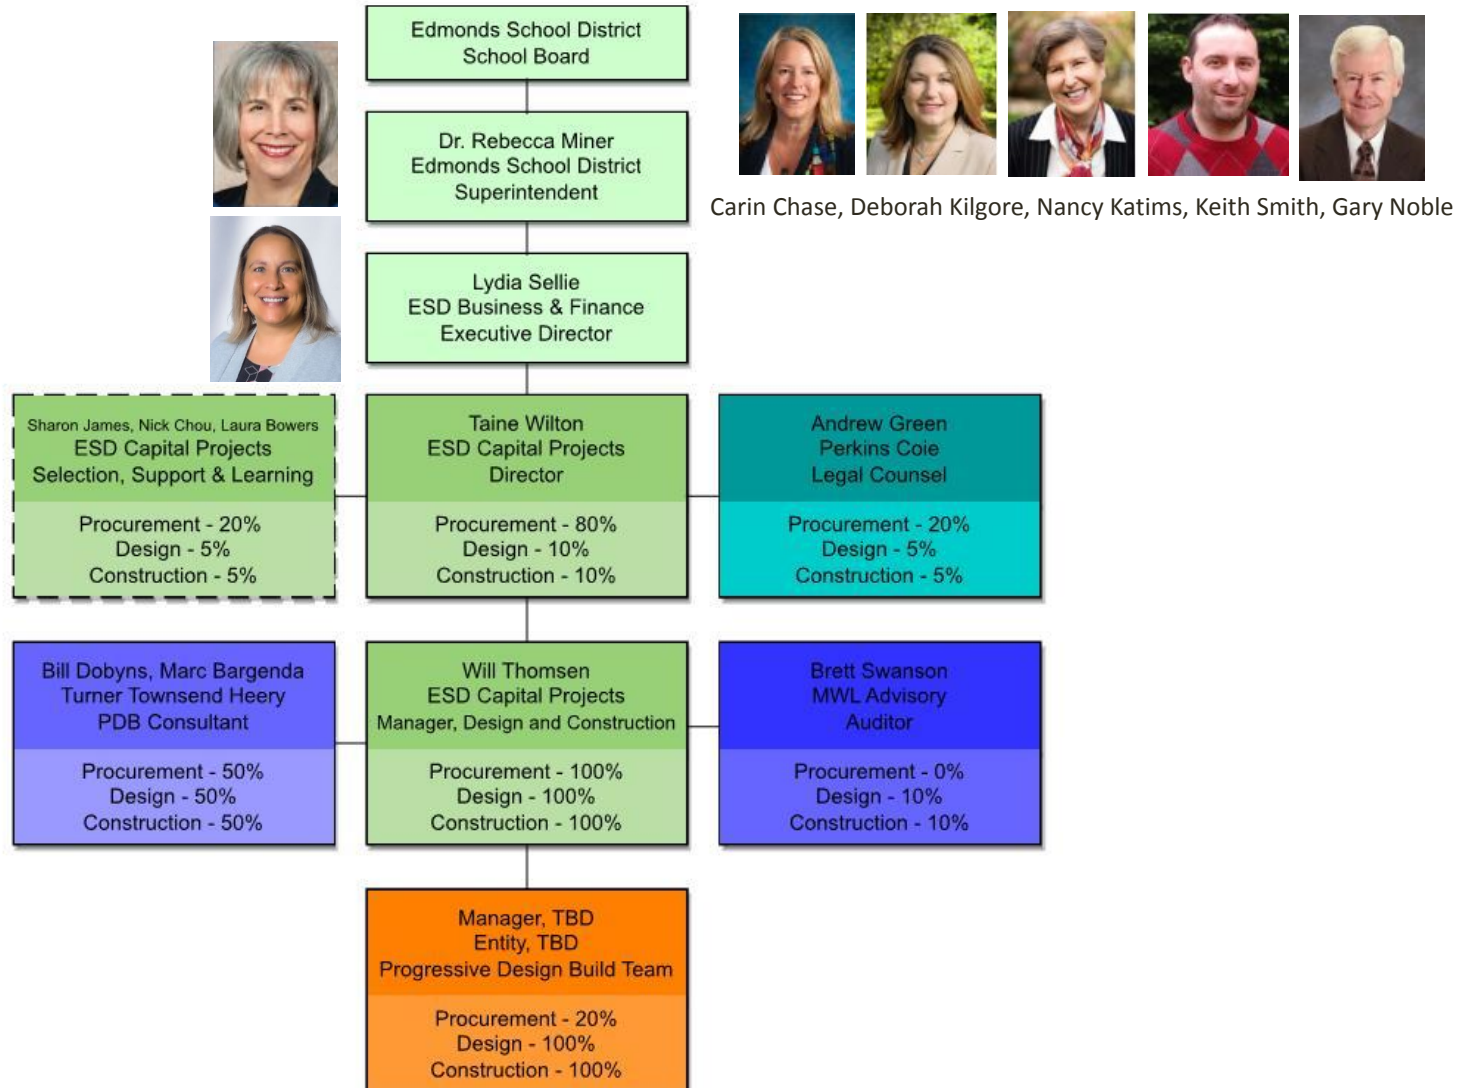 Edmonds School District
School Board
Dr. Rebecca Miner
Edmonds School District
Superintendent
Carin Chase, Deborah Kilgore, Nancy Katims, Keith Smith, Gary Noble
Lydia Sellie
ESD Business & Finance
Executive Director
Sharon James, Nick Chou, Laura Bowers
ESD Capital Projects
Selection, Support & Learning
Procurement - 20%
Design - 5%
Construction - 5%
Taine Wilton
ESD Capital Projects
Director
Procurement - 80%
Design - 10%
Construction - 10%
Andrew Green
Perkins Coie
Legal Counsel
Procurement - 20%
Design - 5%
Construction - 5%
Bill Dobyns, Marc Bargenda
Turner Townsend Heery
PDB Consultant
Procurement - 50%
Design - 50%
Construction - 50%
Will Thomsen
ESD Capital Projects
Manager, Design and Construction
Procurement - 100%
Design - 100%
Construction - 100%
Brett Swanson
MWL Advisory
Auditor
Procurement - 0%
Design - 10%
Construction - 10%
Manager, TBD
Entity, TBD
Progressive Design Build Team
Procurement - 20%
Design - 100%
Construction - 100%